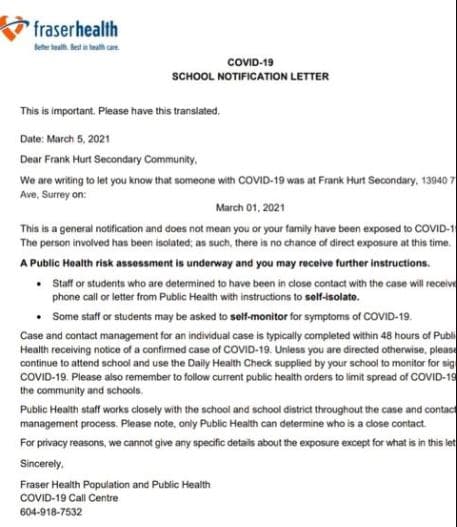 fraserhealth
Better health. Best in health care.
COVID-19
SCHOOL NOTIFICATION LETTER
This is important. Please have this translated.
Date: March 5, 2021
Dear Frank Hurt Secondary Community,
We are writing to let you know that someone with COVID-19 was at Frank Hurt Secondary, 13940 7
Ave, Surrey on:
March 01, 2021
This is a general notification and does not mean you or your family have been exposed to COVID-1
The person involved has been isolated; as such, there is no chance of direct exposure at this time.
A Public Health risk assessment is underway and you may receive further instructions.
• Staff or students who are determined to have been in close contact with the case will receive
phone call or letter from Public Health with instructions to self-isolate.
• Some staff or students may be asked to self-monitor for symptoms of COVID-19.
Case and contact management for an individual case is typically completed within 48 hours of Publi
Health receiving notice of a confirmed case of COVID-19. Unless you are directed otherwise, please
continue to attend school and use the Daily Health Check supplied by your school to monitor for sig
COVID-19. Please also remember to follow current public health orders to limit spread of COVID-19
the community and schools.
Public Health staff works closely with the school and school district throughout the case and contact
management process. Please note, only Public Health can determine who is a close contact.
For privacy reasons, we cannot give any specific details about the exposure except for what is in this let
Sincerely,
Fraser Health Population and Public Health
COVID-19 Call Centre
604-918-7532